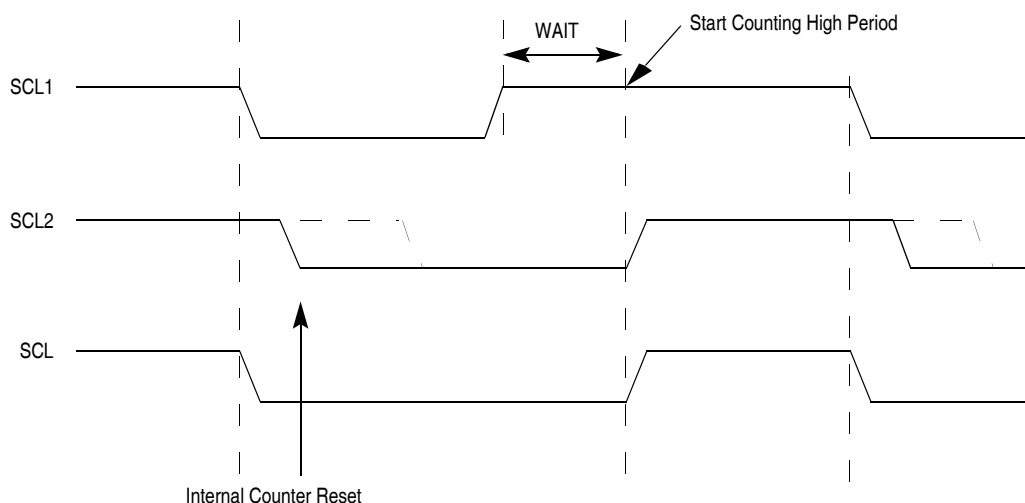 WAIT
Start Counting High Period
SCL1
SCL2
SCL
Internal Counter Reset